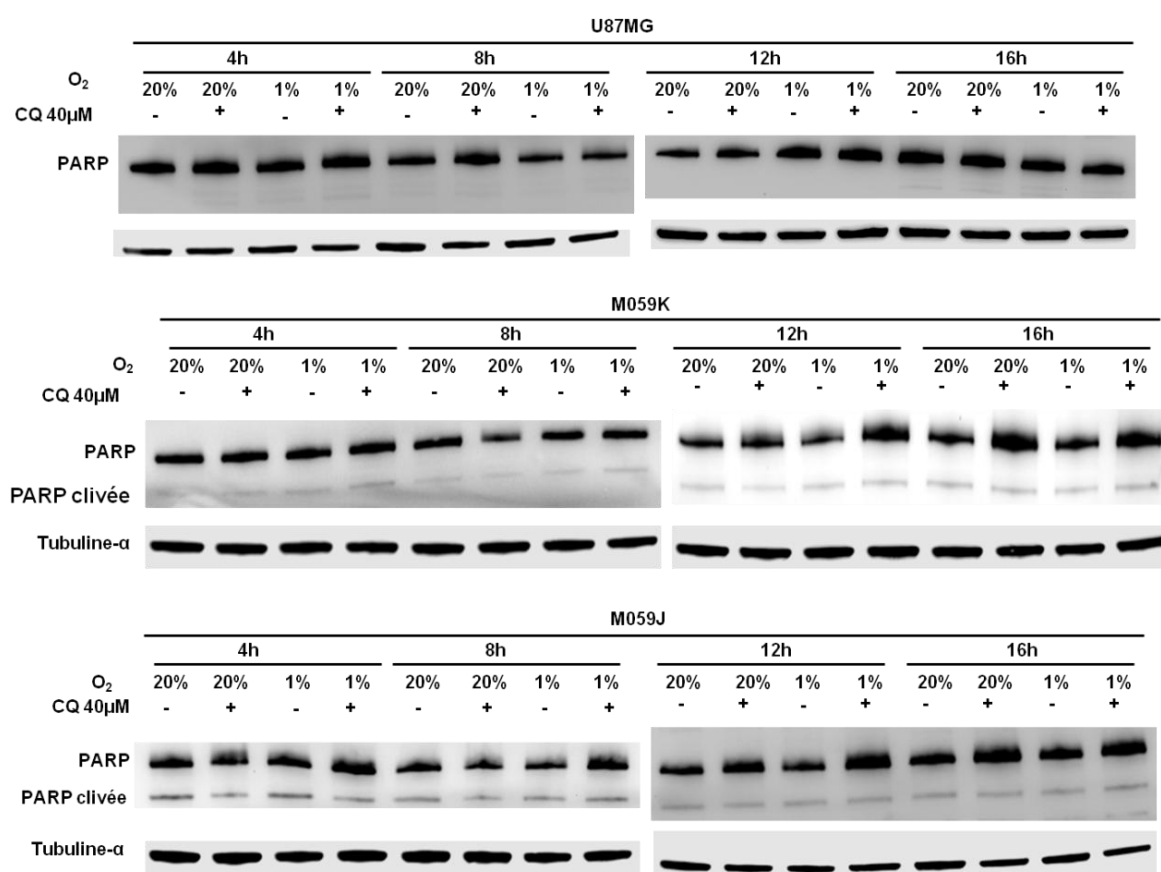 U87MG
4h 8h 12h 16h
O₂ 20% 20% 1% 1% 20% 20% 1% 1% 20% 20% 1% 1% 20% 20% 1% 1%
CQ 40µM - + - + - + - + - + - + - + - +
PARP
M059K
4h 8h 12h 16h
O₂ 20% 20% 1% 1% 20% 20% 1% 1% 20% 20% 1% 1% 20% 20% 1% 1%
CQ 40µM - + - + - + - + - + - + - + - +
PARP
PARP clivée
Tubuline-α
M059J
4h 8h 12h 16h
O₂ 20% 20% 1% 1% 20% 20% 1% 1% 20% 20% 1% 1% 20% 20% 1% 1%
CQ 40µM - + - + - + - + - + - + - + - +
PARP
PARP clivée
Tubuline-α